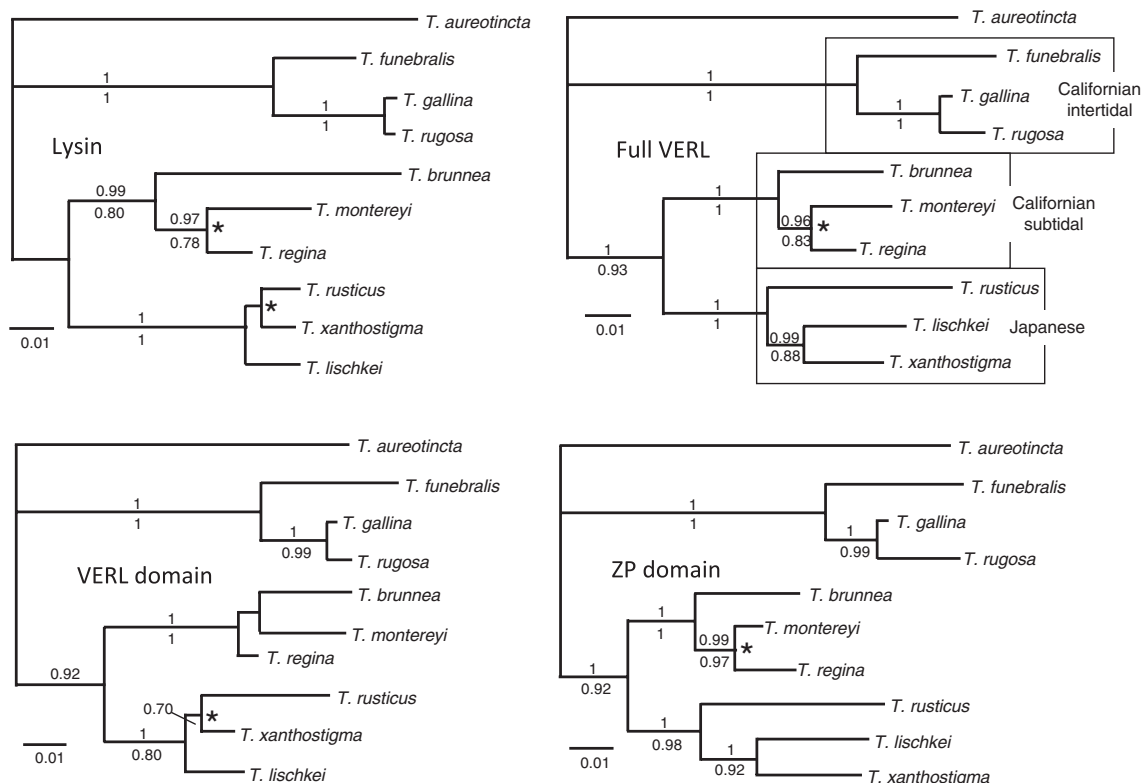 T. aureotincta
T. funebralis
1
1
T. gallina
1
1
T. rugosa
Lysin
T. brunnea
0.99
0.80
T. montereyi
0.97
*
0.78
T. regina
T. rusticus
*
1
1
T. xanthostigma
0.01
T. lischkei
T. aureotincta
T. funebralis
1
1
T. gallina
1
1
T. rugosa
Californian
intertidal
Full VERL
T. brunnea
1
1
T. montereyi
0.96
*
0.83
T. regina
Californian
subtidal
1
0.93
T. rusticus
1
1
T. lischkei
0.99
0.88
T. xanthostigma
Japanese
0.01
T. aureotincta
T. funebralis
1
1
T. gallina
1
0.99
T. rugosa
VERL domain
T. brunnea
1
1
T. montereyi
T. regina
0.92
T. rusticus
0.70
*
T. xanthostigma
1
0.80
T. lischkei
0.01
T. aureotincta
T. funebralis
1
1
T. gallina
1
0.99
T. rugosa
ZP domain
T. brunnea
1
1
T. montereyi
0.99
*
0.97
T. regina
1
0.92
T. rusticus
1
0.98
T. lischkei
1
0.92
T. xanthostigma
0.01